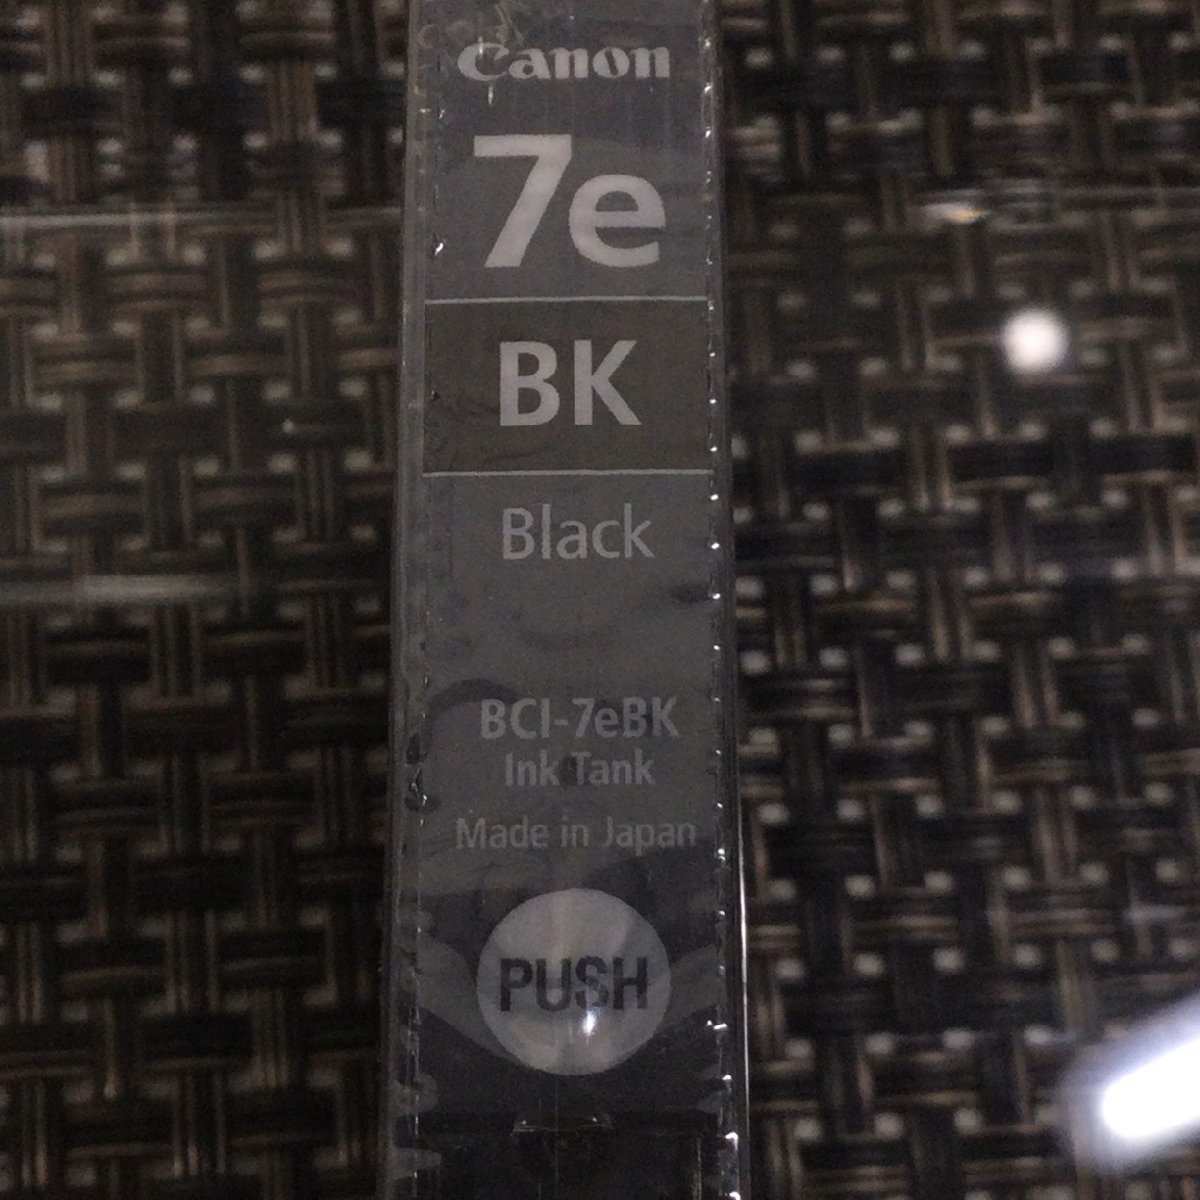 Canon
7e
BK
Black
BCI-7eBK
Ink Tank
Made in Japan
PUSH